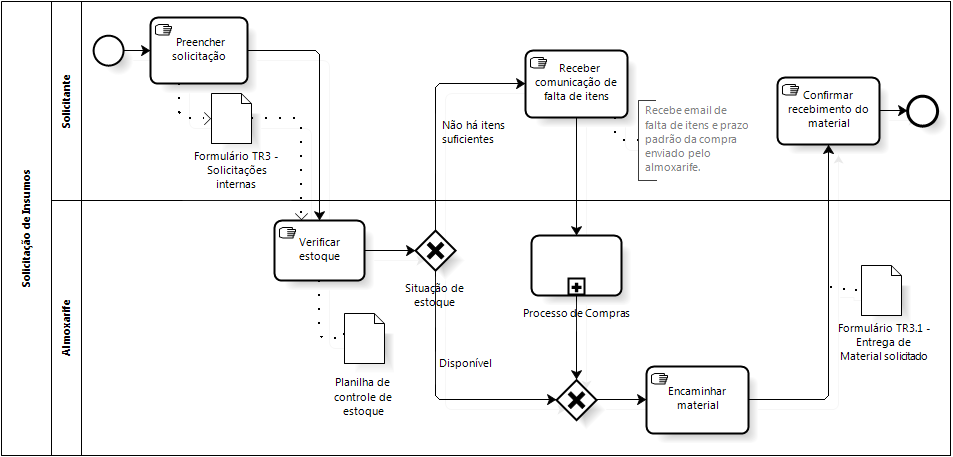 Solicitação de Insumos
Solicitante
Preencher
solicitação
Formulário TR3 -
Solicitações
internas
Não há itens
suficientes
Receber
comunicação de
falta de itens
Recebe email de
falta de itens e prazo
padrão da compra
enviado pelo
almoxarife.
Confirmar
recebimento do
material
Almoxarife
Verificar
estoque
Situação de
estoque
Planilha de
controle de
estoque
Disponível
Processo de Compras
Encaminhar
material
Formulário TR3.1 -
Entrega de
Material solicitado